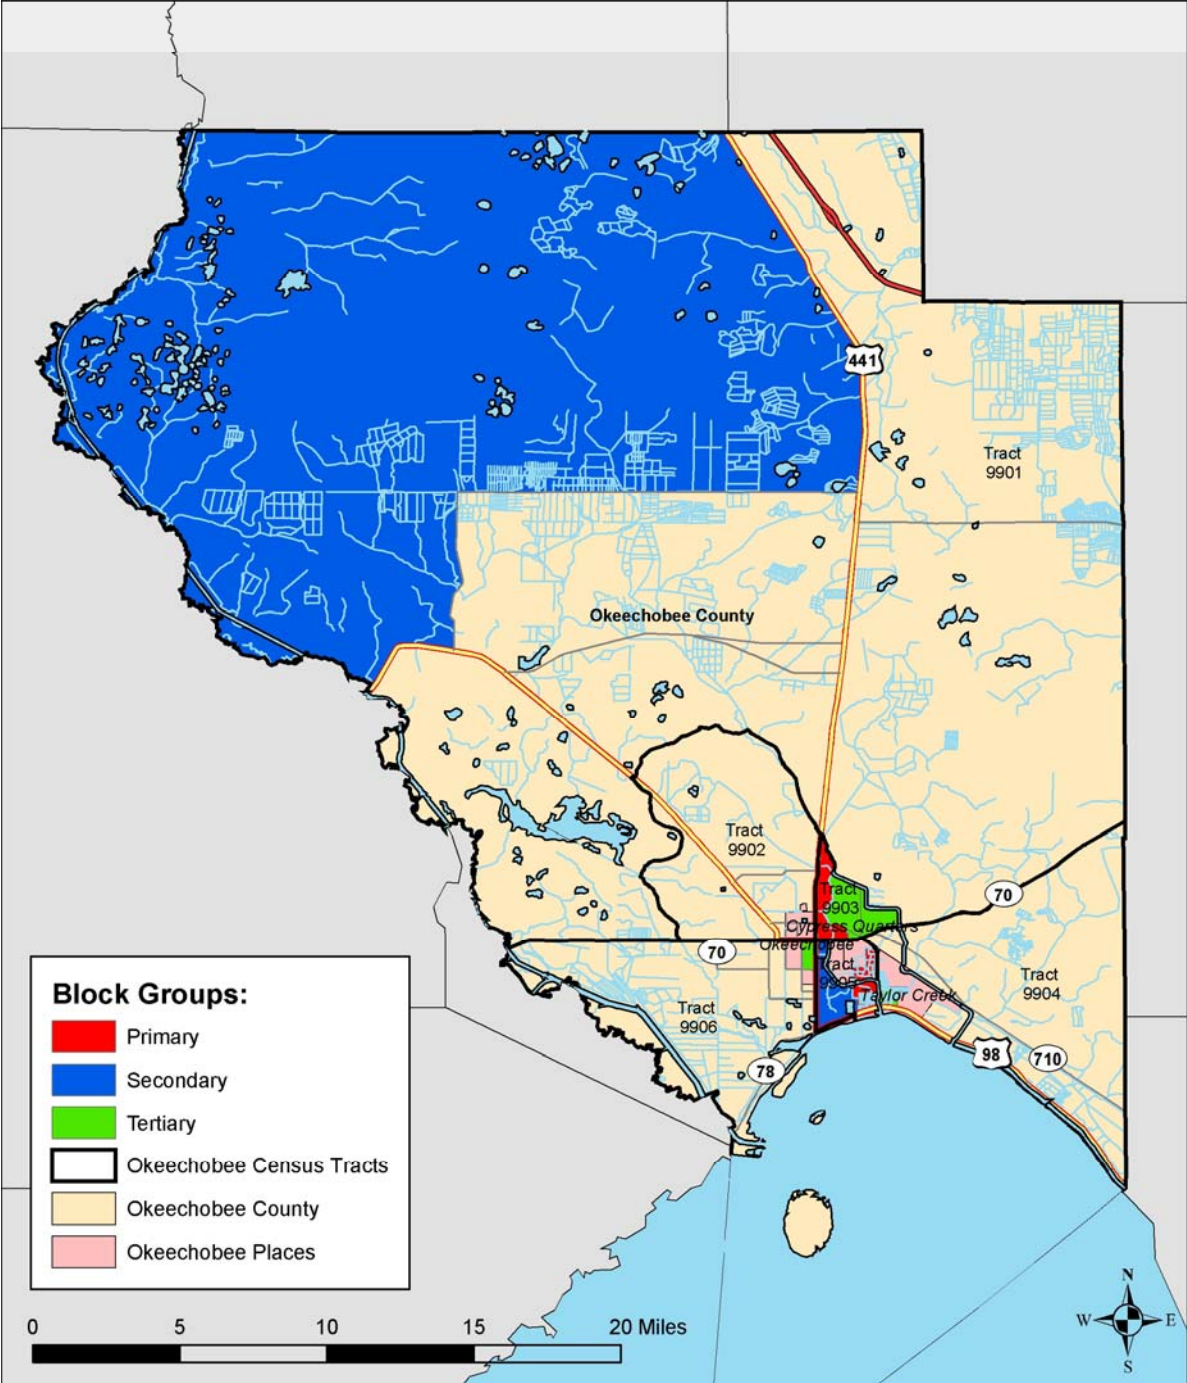 441
Tract
9901
Okeechobee County
Tract
9902
Tract
9903
70
Cypress Quarters
Okeechobee
70
Tract
9905
Tract
9904
Taylor Creek
Tract
9906
98
710
78
Block Groups:
Primary
Secondary
Tertiary
Okeechobee Census Tracts
Okeechobee County
Okeechobee Places
N
W
E
S
0 5 10 15 20 Miles